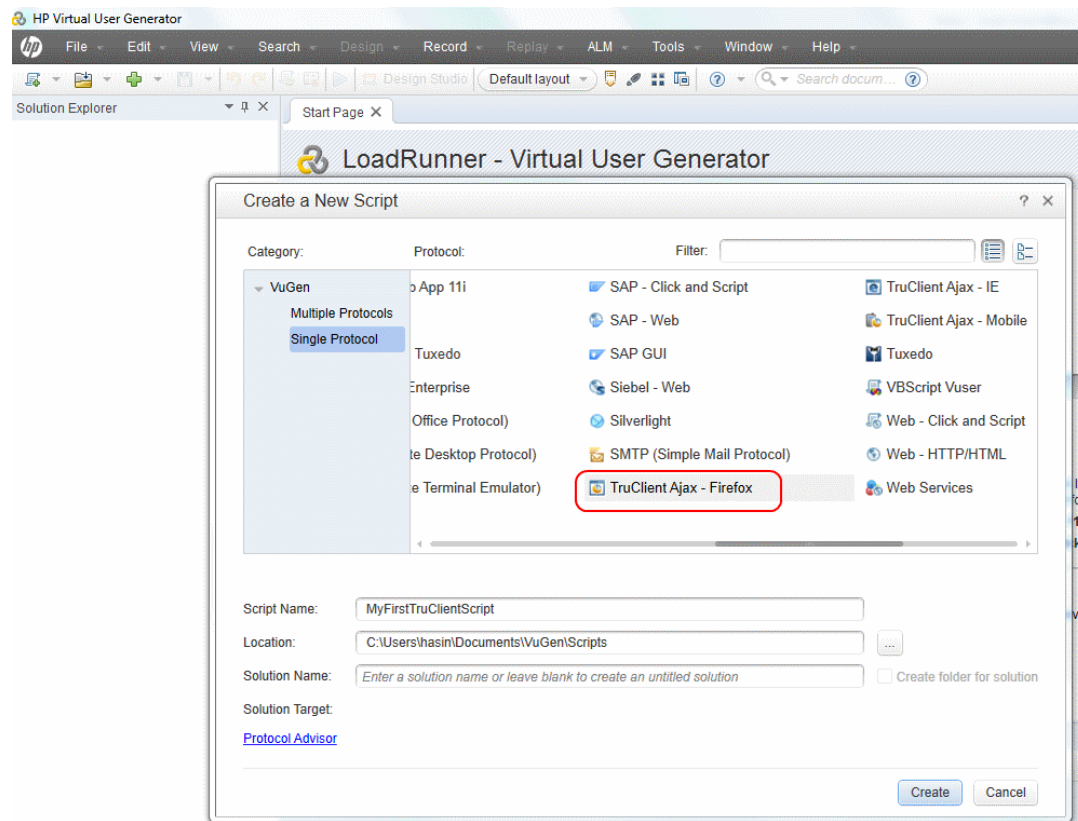 HP Virtual User Generator
hp File Edit View Search Design Record Replay ALM Tools Window Help
Design Studio Default layout Search docum...
Solution Explorer
Start Page
LoadRunner - Virtual User Generator
Create a New Script
Category: Protocol: Filter:
VuGen
Multiple Protocols
Single Protocol
App 11i SAP - Click and Script TruClient Ajax - IE
SAP - Web TruClient Ajax - Mobile
Tuxedo SAP GUI Tuxedo
Enterprise Siebel - Web VBScript Vuser
Office Protocol) Silverlight Web - Click and Script
te Desktop Protocol) SMTP (Simple Mail Protocol) Web - HTTP/HTML
e Terminal Emulator) TruClient Ajax - Firefox Web Services
Script Name: MyFirstTruClientScript
Location: C:\Users\hasin\Documents\VuGen\Scripts ...
Solution Name: Enter a solution name or leave blank to create an untitled solution Create folder for solution
Solution Target:
Protocol Advisor
Create Cancel